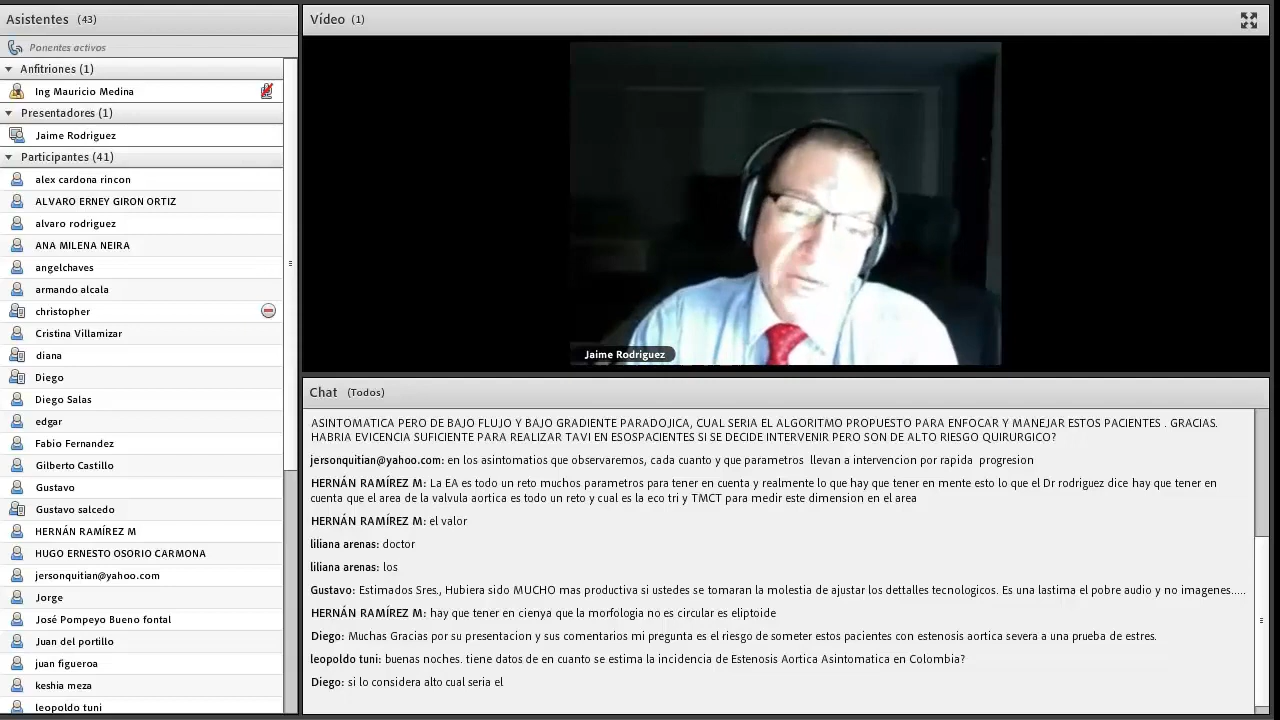 Asistentes (43)
Ponentes activos
Anfitriones (1)
Ing Mauricio Medina
Presentadores (1)
Jaime Rodriguez
Participantes (41)
alex cardona rincon
ALVARO ERNEY GIRON ORTIZ
alvaro rodriguez
ANA MILENA NEIRA
angelchaves
armando alcala
christopher
Cristina Villamizar
diana
Diego
Diego Salas
edgar
Fabio Fernandez
Gilberto Castillo
Gustavo
Gustavo salcedo
HERNÁN RAMÍREZ M
HUGO ERNESTO OSORIO CARMONA
jersonquitian@yahoo.com
Jorge
José Pompeyo Bueno fontal
Juan del portillo
juan figueroa
keshia meza
leopoldo tuni
Vídeo (1)
Jaime Rodriguez
Chat (Todos)
ASINTOMATICA PERO DE BAJO FLUJO Y BAJO GRADIENTE PARADOJICA, CUAL SERIA EL ALGORITMO PROPUESTO PARA ENFOCAR Y MANEJAR ESTOS PACIENTES . GRACIAS.
HABRIA EVICENCIA SUFICIENTE PARA REALIZAR TAVI EN ESOSPACIENTES SI SE DECIDE INTERVENIR PERO SON DE ALTO RIESGO QUIRURGICO?
jersonquitian@yahoo.com: en los asintomatios que observaremos, cada cuanto y que parametros llevan a intervencion por rapida progresion
HERNÁN RAMÍREZ M: La EA es todo un reto muchos parametros para tener en cuenta y realmente lo que hay que tener en mente esto lo que el Dr rodriguez dice hay que tener en
cuenta que el area de la valvula aortica es todo un reto y cual es la eco tri y TMCT para medir este dimension en el area
HERNÁN RAMÍREZ M: el valor
liliana arenas: doctor
liliana arenas: los
Gustavo: Estimados Sres., Hubiera sido MUCHO mas productiva si ustedes se tomaran la molestia de ajustar los dettalles tecnologicos. Es una lastima el pobre audio y no imagenes.....
HERNÁN RAMÍREZ M: hay que tener en cienya que la morfologia no es circular es eliptoide
Diego: Muchas Gracias por su presentacion y sus comentarios mi pregunta es el riesgo de someter estos pacientes con estenosis aortica severa a una prueba de estres.
leopoldo tuni: buenas noches. tiene datos de en cuanto se estima la incidencia de Estenosis Aortica Asintomatica en Colombia?
Diego: si lo considera alto cual seria el